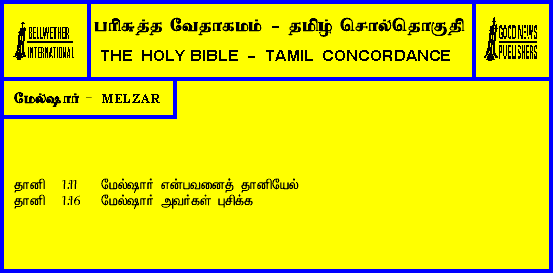 BELLWETHER
INTERNATIONAL
பரிசுத்த வேதாகமம் - தமிழ் சொல்தொகுதி
THE HOLY BIBLE - TAMIL CONCORDANCE
GOOD NEWS
PUBLISHERS
மேல்ஷார் - MELZAR
தானி 1:11 மேல்ஷார் என்பவனைத் தானியேல்
தானி 1:16 மேல்ஷார் அவர்கள் புசிக்க